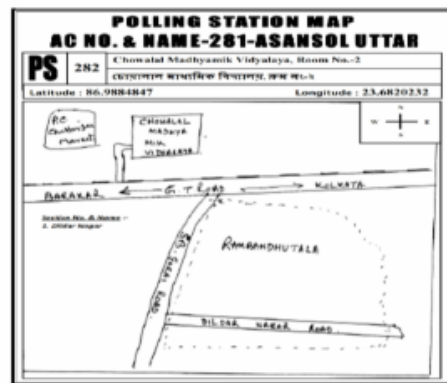 POLLING STATION MAP
AC NO. & NAME-281-ASANSOL UTTAR
PS
282
Chowalal Madhyamik Vidyalaya, Room No.-2
Latitude : 86.9884847
Longitude : 23.6820232
P.C.
CHOWALAL
MADHYA
MIK
VIDYALAYA
N
W
E
S
BARAKAR
G. T ROAD
KOLKATA
Section No. & Name :-
1. Dildar Nagar
RAMBANDHUTALA
ROAD
DILDAR NAGAR ROAD